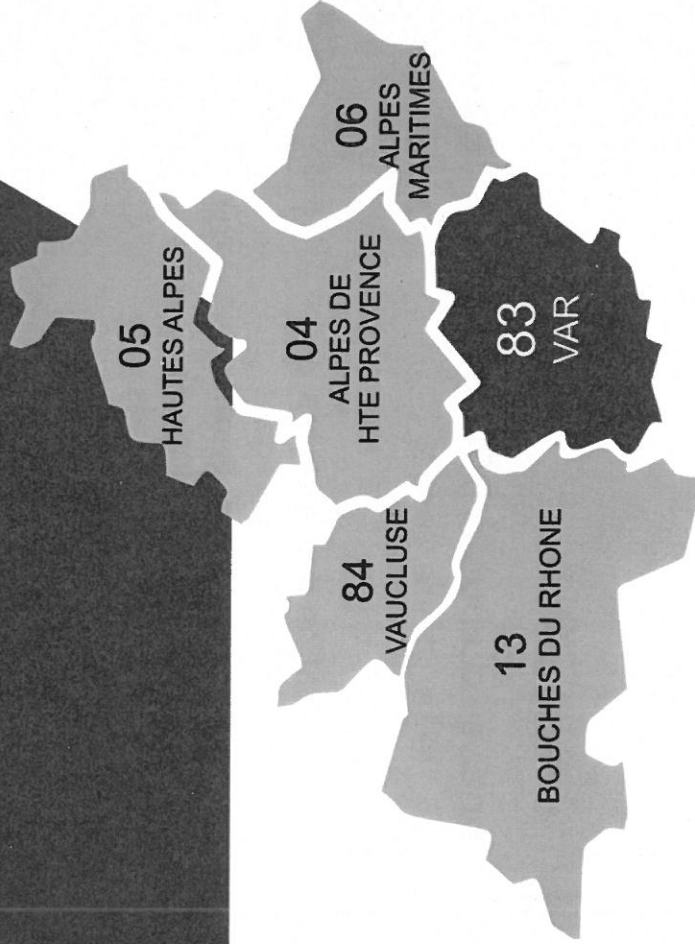 05
HAUTES ALPES
06
ALPES
MARITIMES
04
ALPES DE
HTE PROVENCE
84
VAUCLUSE
83
VAR
13
BOUCHES DU RHONE